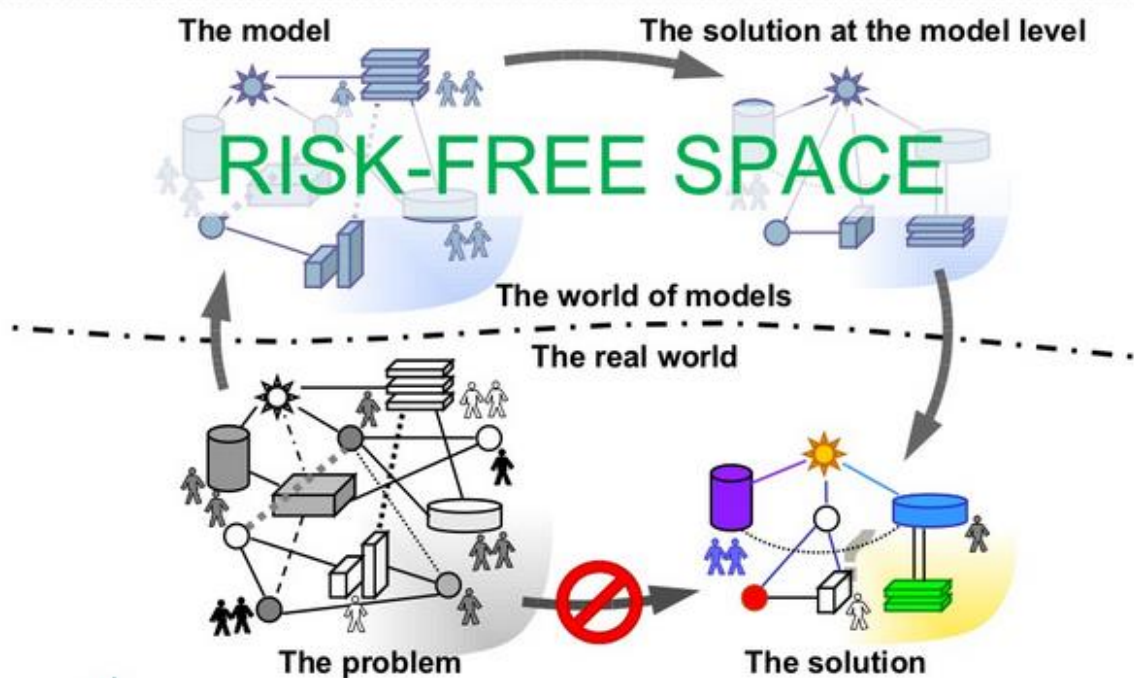 The model
The solution at the model level
RISK-FREE SPACE
The world of models
The real world
The problem
The solution